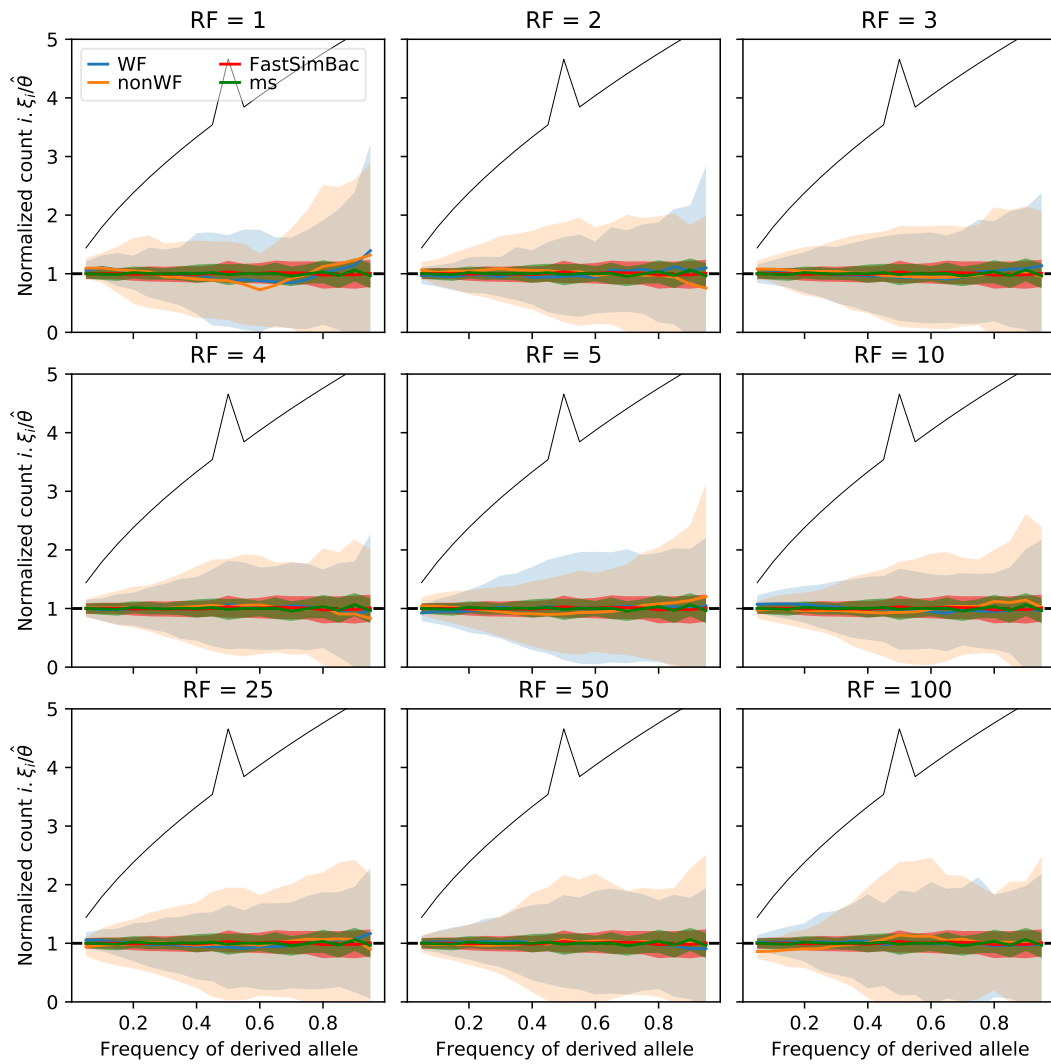 RF = 1
RF = 2
RF = 3
5
WF
FastSimBac
nonWF
ms
4
3
2
1
0
Normalized count i.ξᵢ/θ̂
RF = 4
RF = 5
RF = 10
5
4
3
2
1
0
Normalized count i.ξᵢ/θ̂
RF = 25
RF = 50
RF = 100
5
4
3
2
1
0
Normalized count i.ξᵢ/θ̂
0.2 0.4 0.6 0.8
0.2 0.4 0.6 0.8
0.2 0.4 0.6 0.8
Frequency of derived allele
Frequency of derived allele
Frequency of derived allele